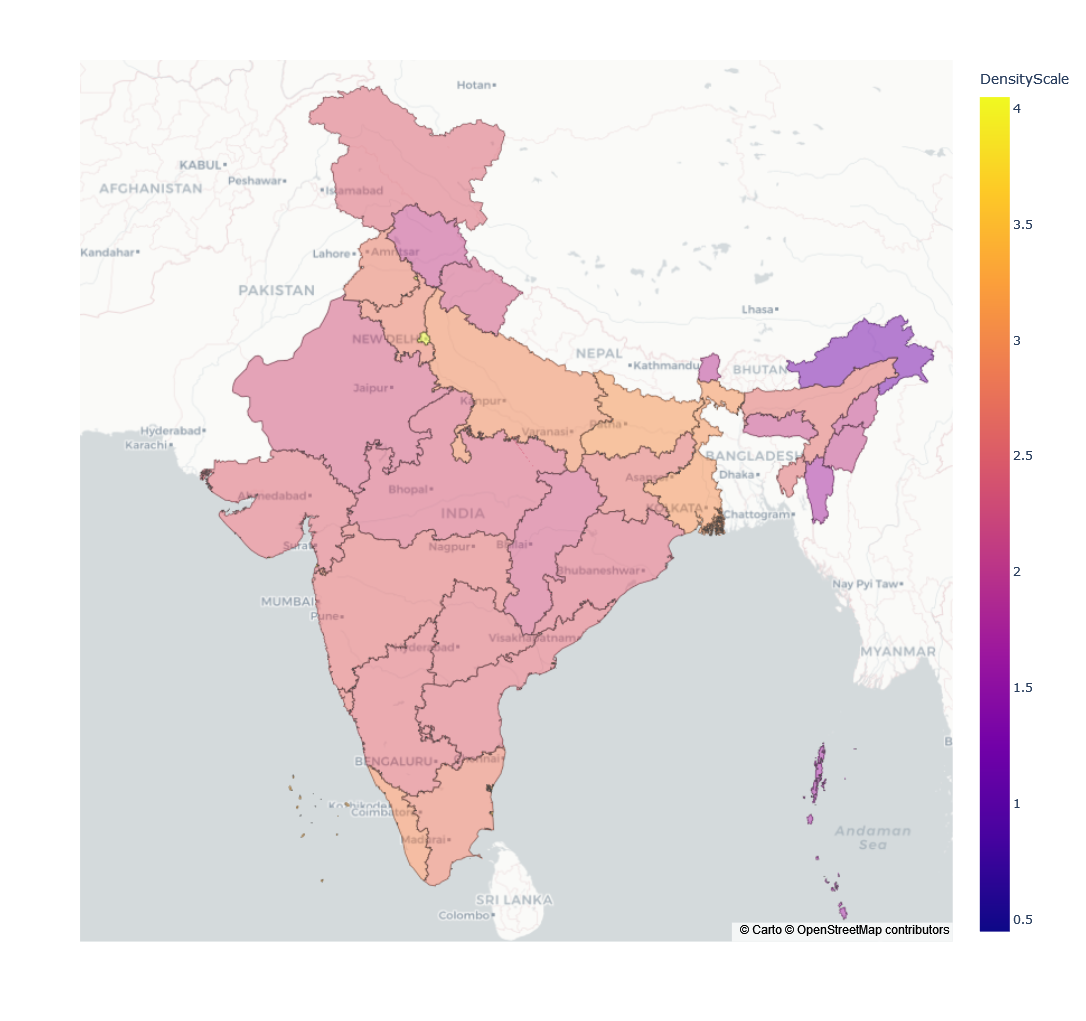 DensityScale
4
3.5
3
2.5
2
1.5
1
0.5
Hotan
KABUL
AFGHANISTAN
Peshawar
Islamabad
Kandahar
Lahore
Amritsar
PAKISTAN
Lhasa
NEW DELHI
NEPAL
Kathmandu
BHUTAN
Jaipur
Kanpur
Hyderabad
Karachi
Varanasi
Patna
BANGLADESH
Ahmedabad
Bhopal
Asansol
Dhaka
INDIA
KOLKATA
Chattogram
Surat
Nagpur
Bhilai
Bhubaneshwar
Nay Pyi Taw
MUMBAI
Pune
Visakhapatnam
Hyderabad
MYANMAR
BENGALURU
Chennai
B
Kozhikode
Coimbatore
Madurai
Andaman
Sea
SRI LANKA
Colombo
© Carto © OpenStreetMap contributors